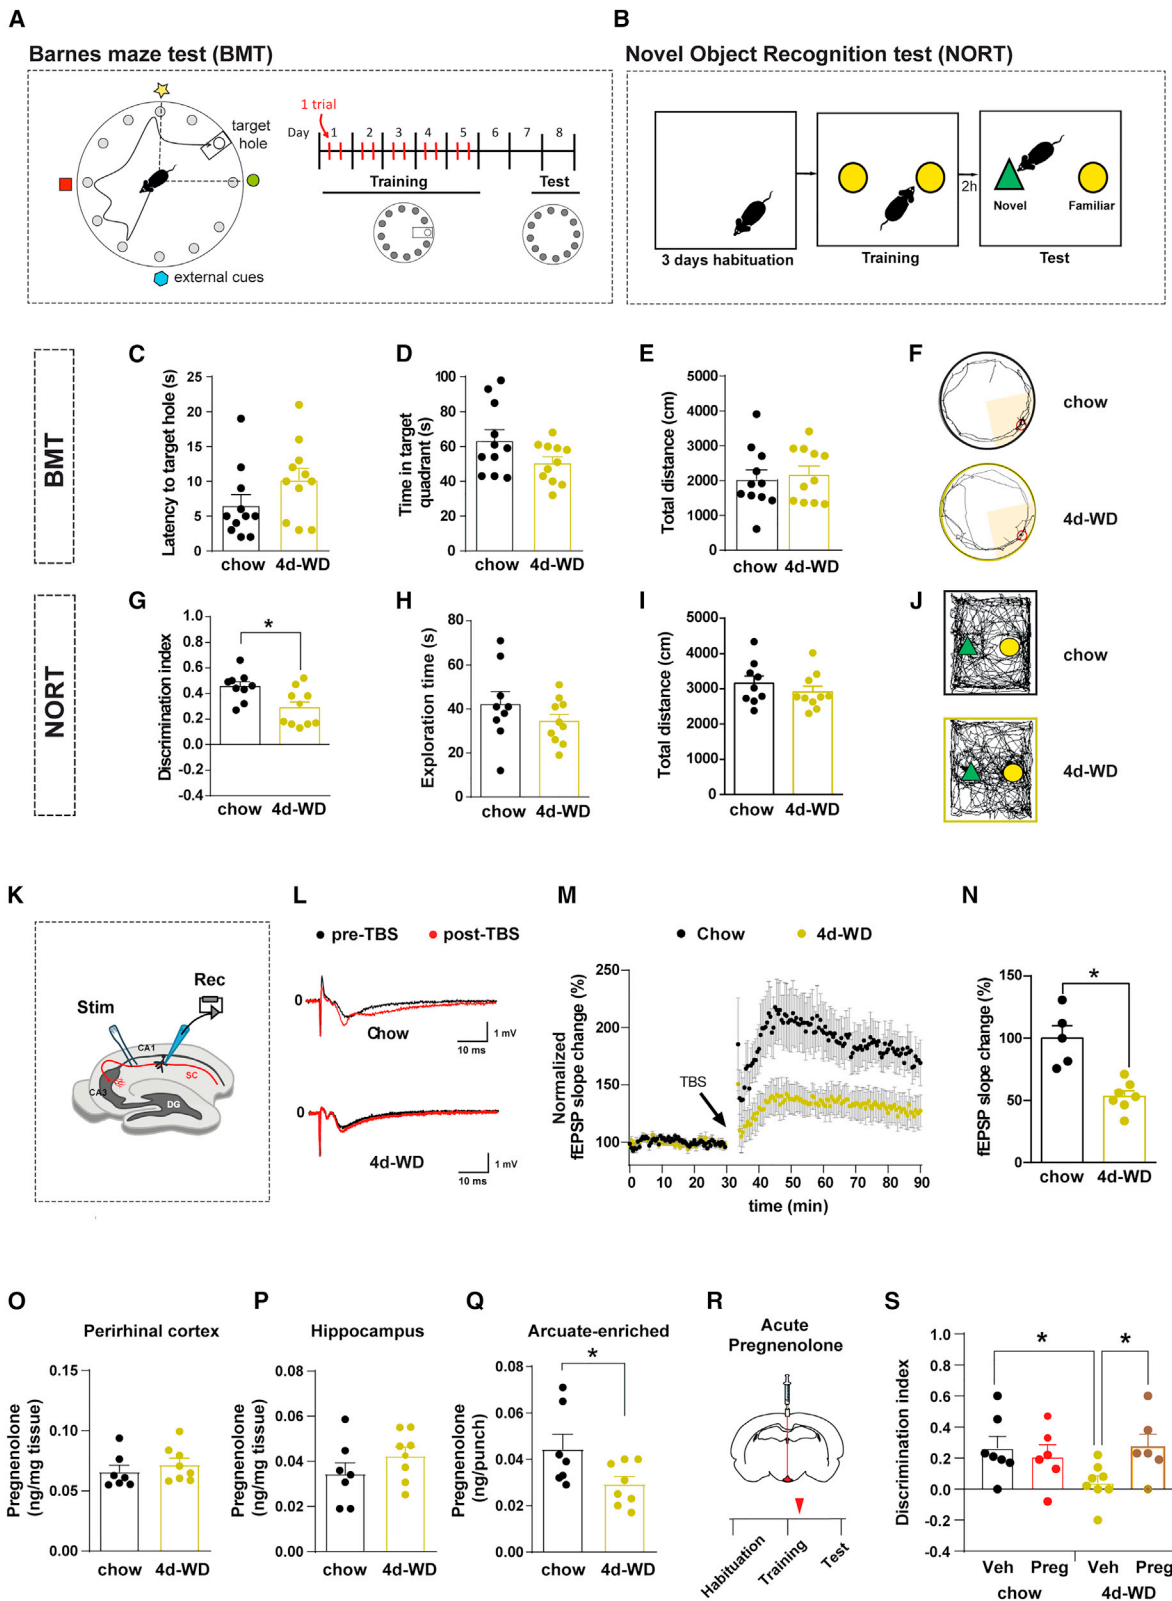 A
Barnes maze test (BMT)
1 trial
target
hole
Day 1 2 3 4 5 6 7 8
Training
Test
external cues
B
Novel Object Recognition test (NORT)
2h
Novel
Familiar
3 days habituation
Training
Test
BMT
C
Latency to target hole (s)
25
20
15
10
5
0
chow 4d-WD
D
Time in target
quadrant (s)
100
80
60
40
20
0
chow 4d-WD
E
Total distance (cm)
5000
4000
3000
2000
1000
0
chow 4d-WD
F
chow
4d-WD
NORT
G
Discrimination index
1.0
0.8
0.6
0.4
0.2
0.0
-0.2
-0.4
*
chow 4d-WD
H
Exploration time (s)
80
60
40
20
0
chow 4d-WD
I
Total distance (cm)
5000
4000
3000
2000
1000
0
chow 4d-WD
J
chow
4d-WD
K
Stim
Rec
CA1
SC
CA3
DG
L
pre-TBS post-TBS
0
Chow
1 mV
10 ms
0
4d-WD
1 mV
10 ms
M
Chow 4d-WD
Normalized
fEPSP slope change (%)
250
200
150
100
TBS
0 10 20 30 40 50 60 70 80 90
time (min)
N
fEPSP slope change (%)
150
100
50
0
*
chow 4d-WD
O
Perirhinal cortex
Pregnenolone
(ng/mg tissue)
0.15
0.10
0.05
0.00
chow 4d-WD
P
Hippocampus
Pregnenolone
(ng/mg tissue)
0.08
0.06
0.04
0.02
0.00
chow 4d-WD
Q
Arcuate-enriched
Pregnenolone
(ng/punch)
0.08
0.06
0.04
0.02
0.00
*
chow 4d-WD
R
Acute
Pregnenolone
Habituation
Training
Test
S
Discrimination index
1.0
0.8
0.6
0.4
0.2
0.0
-0.2
-0.4
* *
Veh Preg Veh Preg
chow 4d-WD